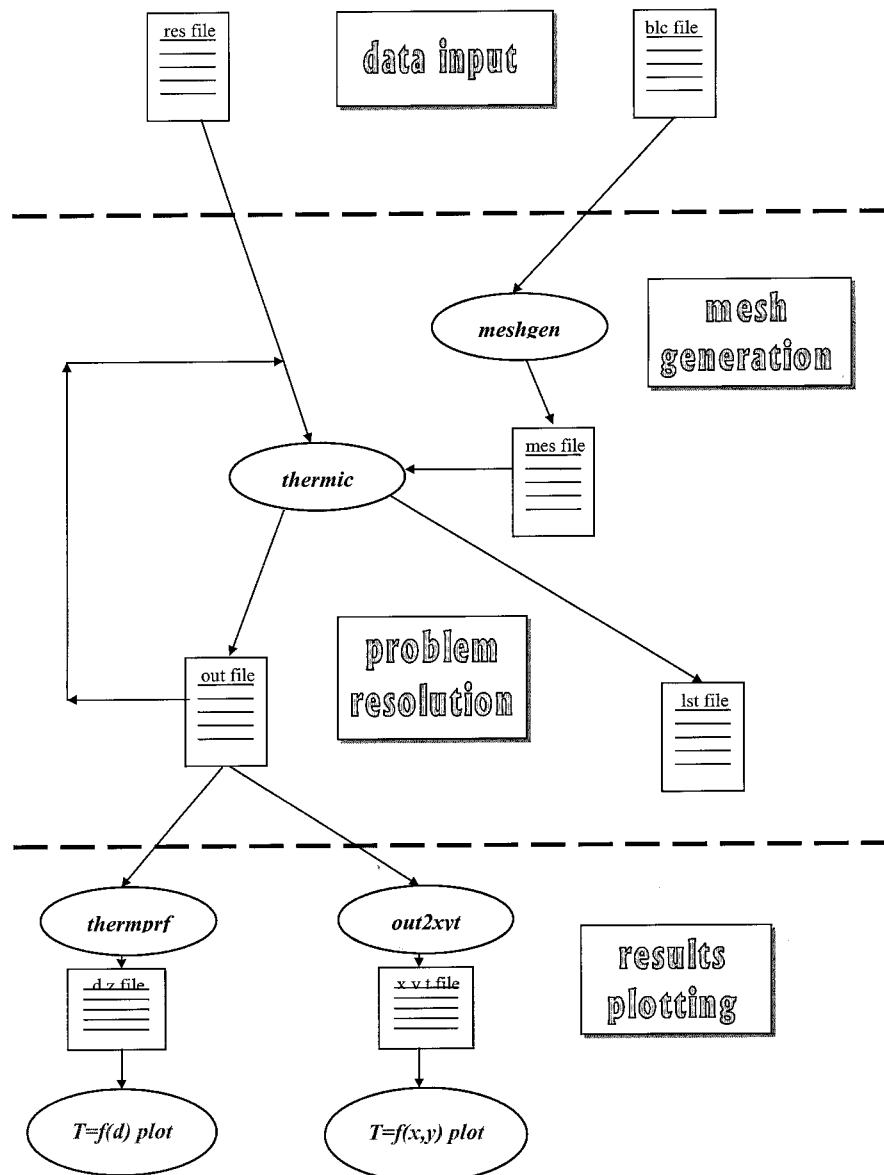 res file
data input
blc file
meshgen
mesh
generation
mes file
thermic
problem
resolution
out file
lst file
thermprf
out2xyt
results
plotting
d z file
x y t file
T=f(d) plot
T=f(x,y) plot